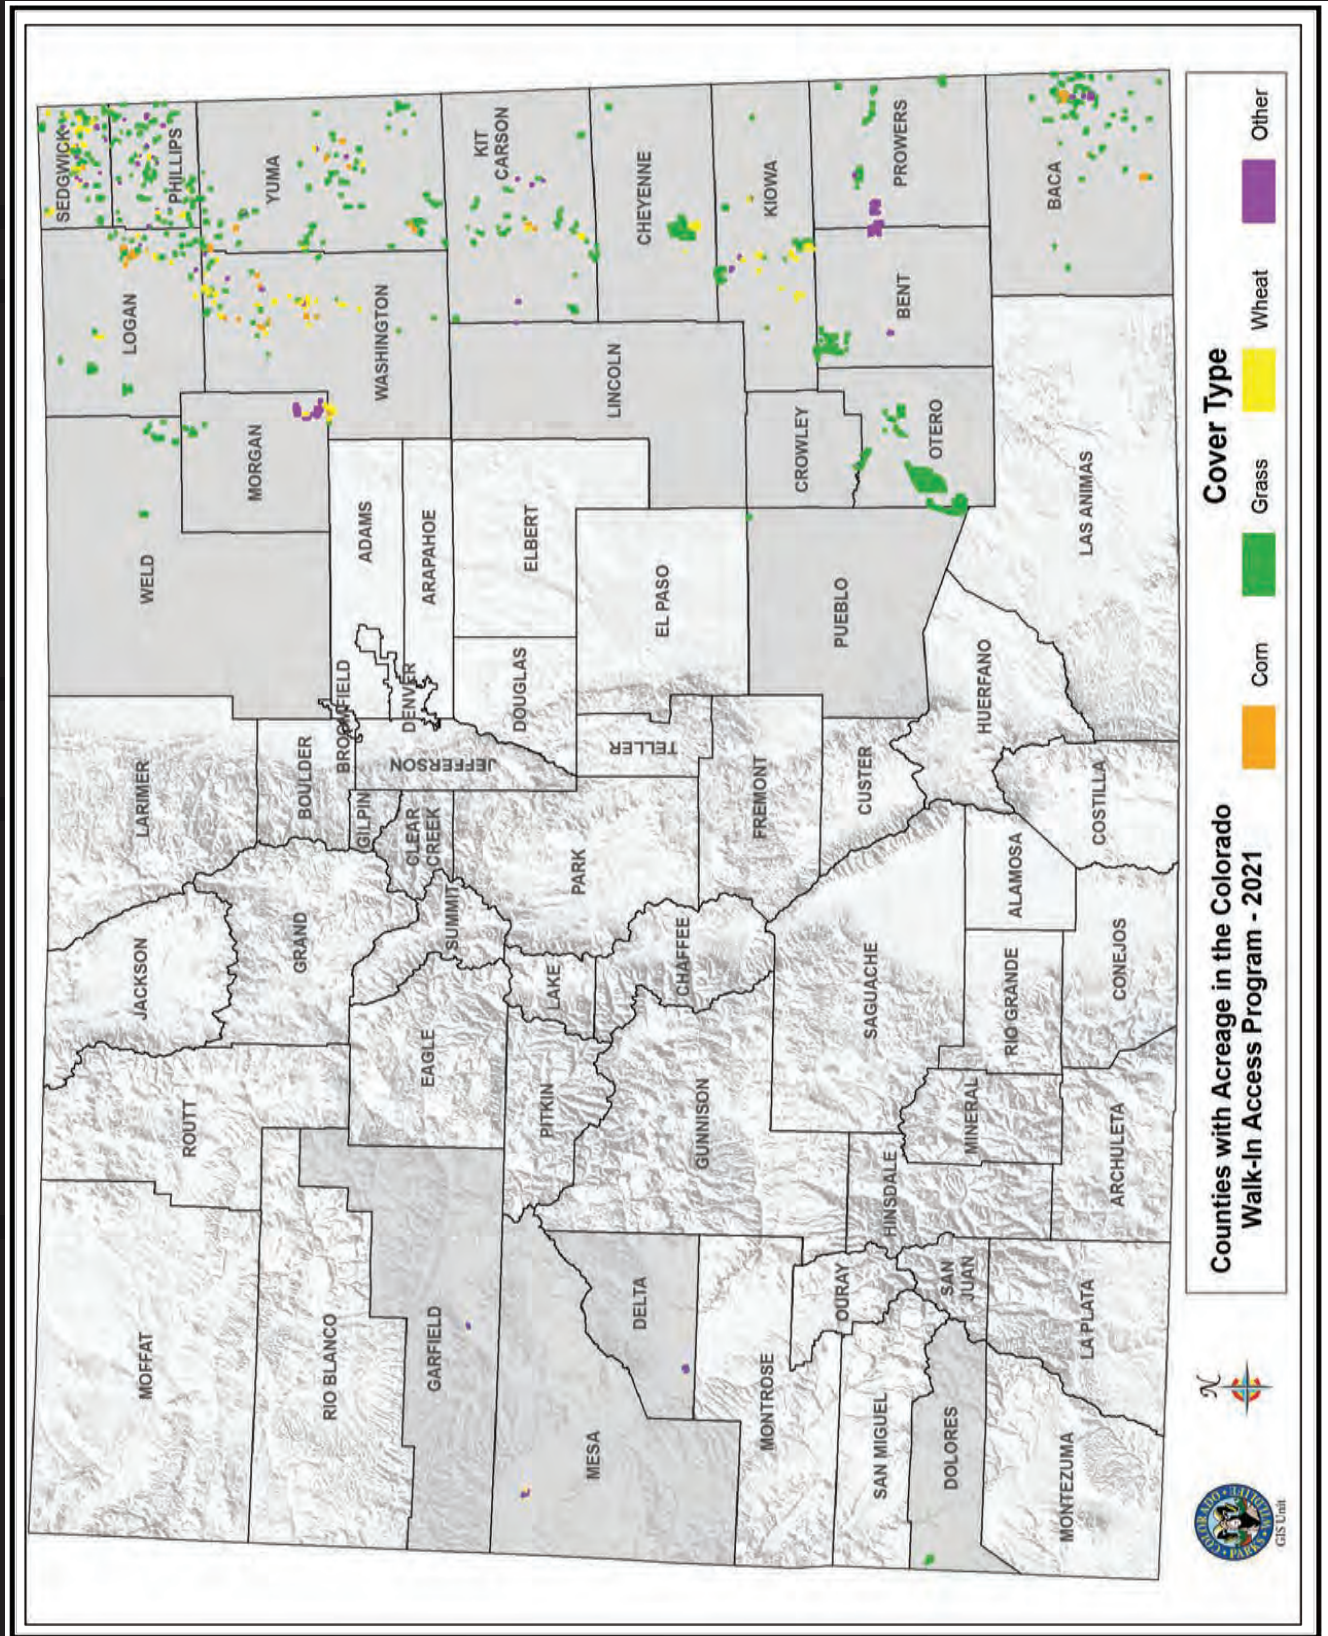 MOFFAT
ROUTT
JACKSON
LARIMER
WELD
LOGAN
SEDGWICK
PHILLIPS
MORGAN
YUMA
WASHINGTON
RIO BLANCO
GRAND
BOULDER
BROOMFIELD
GILPIN
ADAMS
GARFIELD
EAGLE
SUMMIT
CLEAR
CREEK
JEFFERSON
DENVER
ARAPAHOE
KIT
CARSON
PITKIN
LAKE
PARK
DOUGLAS
ELBERT
LINCOLN
MESA
DELTA
GUNNISON
CHAFFEE
TELLER
EL PASO
CHEYENNE
MONTROSE
FREMONT
KIOWA
OURAY
SAGUACHE
CUSTER
PUEBLO
CROWLEY
SAN MIGUEL
HINSDALE
BENT
PROWERS
OTERO
DOLORES
SAN
JUAN
MINERAL
RIO GRANDE
ALAMOSA
HUERFANO
MONTEZUMA
LA PLATA
ARCHULETA
CONEJOS
COSTILLA
LAS ANIMAS
BACA
COLORADO
PARKS
WILDLIFE
GIS Unit
N
Counties with Acreage in the Colorado
Walk-In Access Program - 2021
Cover Type
Corn
Grass
Wheat
Other